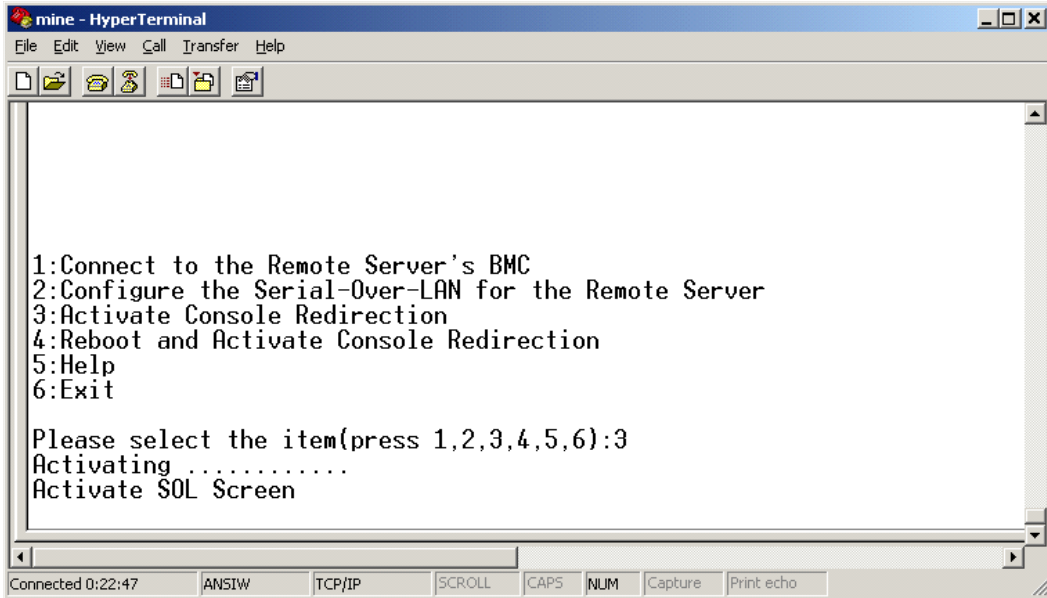 mine - HyperTerminal
File Edit View Call Transfer Help
1:Connect to the Remote Server's BMC
2:Configure the Serial-Over-LAN for the Remote Server
3:Activate Console Redirection
4:Reboot and Activate Console Redirection
5:Help
6:Exit
Please select the item(press 1,2,3,4,5,6):3
Activating ............
Activate SOL Screen
Connected 0:22:47 ANSIW TCP/IP SCROLL CAPS NUM Capture Print echo